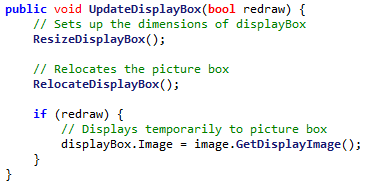 public void UpdateDisplayBox(bool redraw) {
    // Sets up the dimensions of displayBox
    ResizeDisplayBox();

    // Relocates the picture box
    RelocateDisplayBox();

    if (redraw) {
        // Displays temporarily to picture box
        displayBox.Image = image.GetDisplayImage();
    }
}